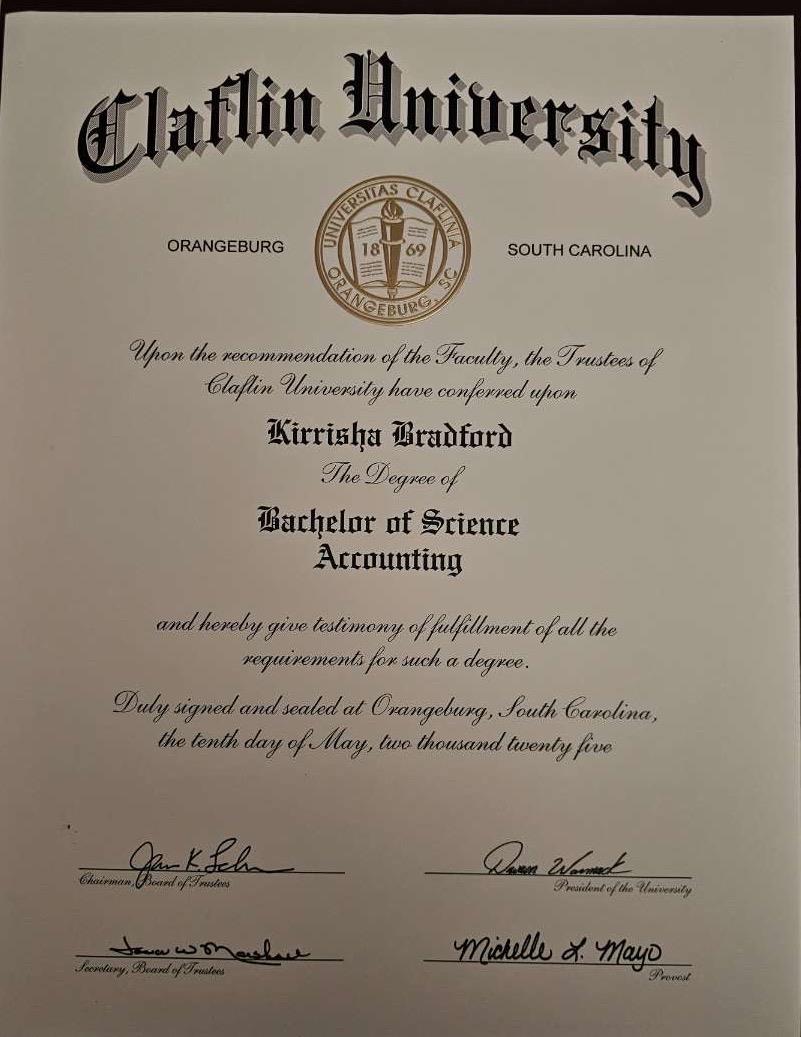 Claflin University
ORANGEBURG
UNIVERSITAS CLAFLINIA
18 69
ORANGEBURG, SC
SOUTH CAROLINA
Upon the recommendation of the Faculty, the Trustees of
Claflin University have conferred upon
Kirrisha Bradford
The Degree of
Bachelor of Science
Accounting
and hereby give testimony of fulfillment of all the
requirements for such a degree.
Duly signed and sealed at Orangeburg, South Carolina,
the tenth day of May, two thousand twenty five
Chairman, Board of Trustees
President of the University
Michelle L. Mayo
Secretary, Board of Trustees
Provost